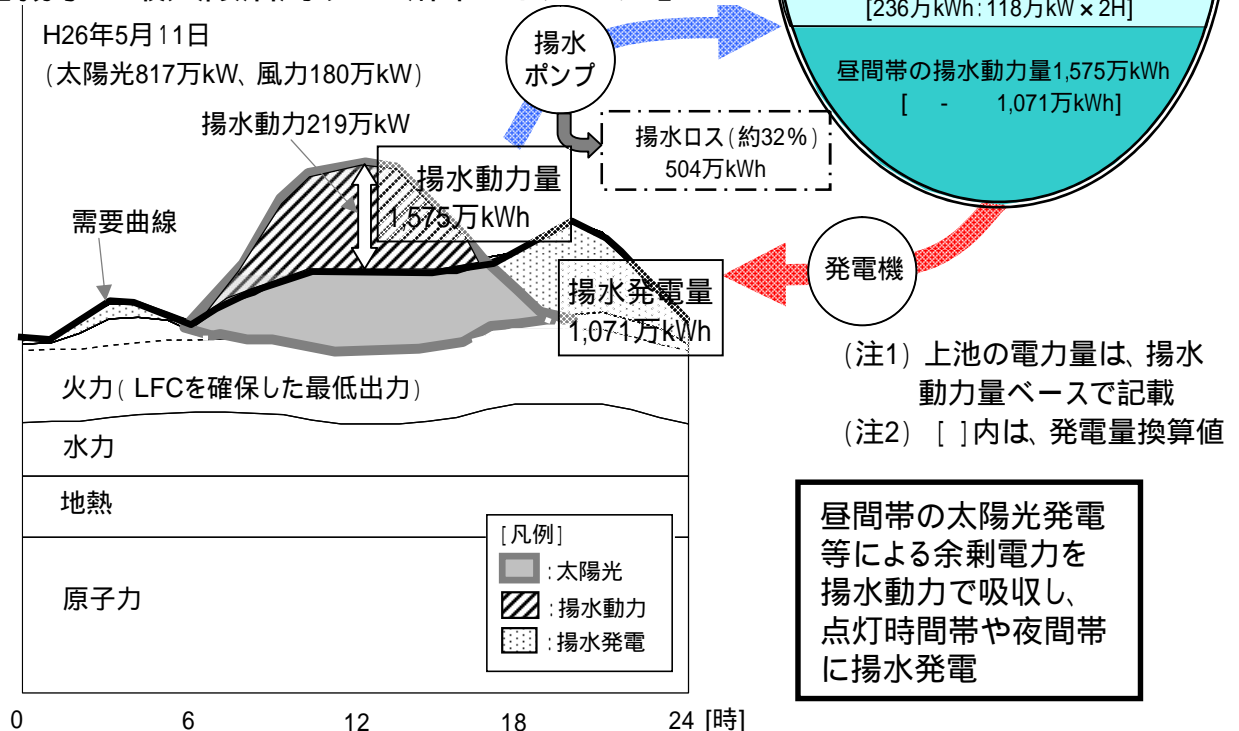 [236万kWh:118万kW×2H]
H26年5月11日
(太陽光817万kW、風力180万kW)
揚水
ポンプ
昼間帯の揚水動力量1,575万kWh
[ - 1,071万kWh]
揚水動力219万kW
揚水ロス(約32%)
504万kWh
揚水動力量
1,575万kWh
需要曲線
発電機
揚水発電量
1,071万kWh
(注1) 上池の電力量は、揚水
動力量ベースで記載
(注2) [ ]内は、発電量換算値
火力(LFCを確保した最低出力)
水力
地熱
原子力
[凡例]
:太陽光
:揚水動力
:揚水発電
昼間帯の太陽光発電
等による余剰電力を
揚水動力で吸収し、
点灯時間帯や夜間帯
に揚水発電
0 6 12 18 24 [時]